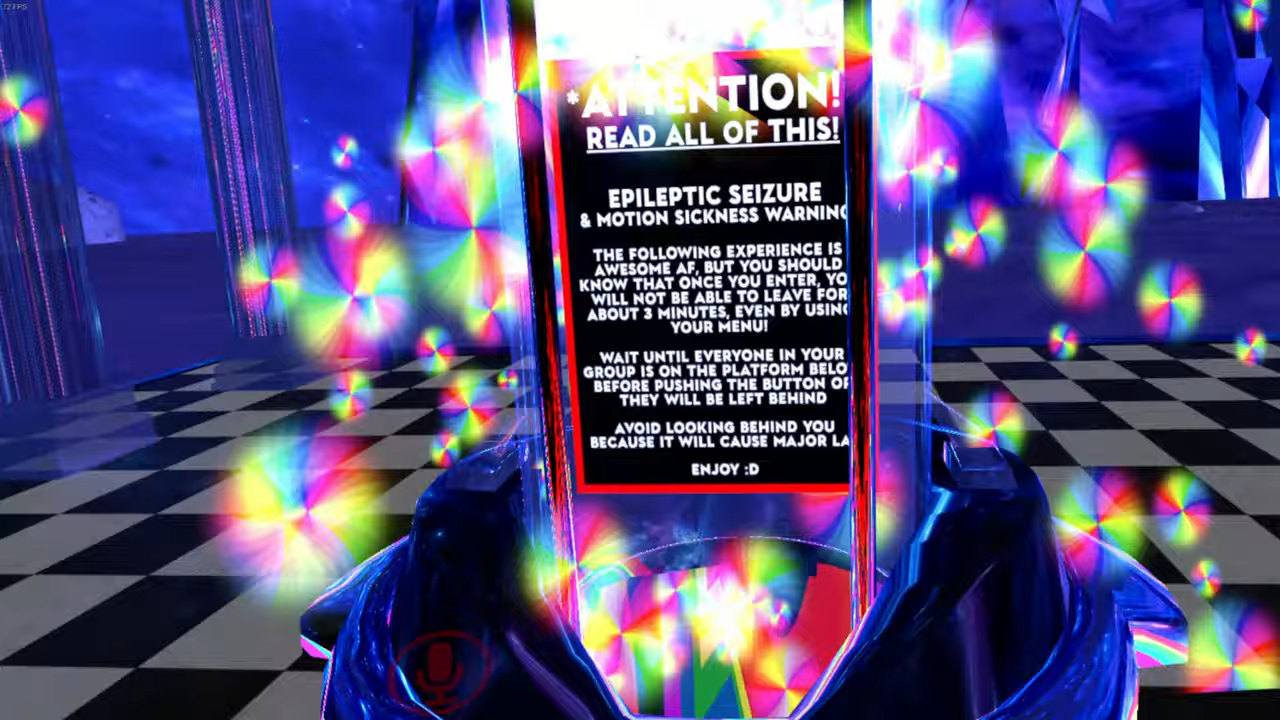 72 FPS
*ATTENTION!
READ ALL OF THIS!
EPILEPTIC SEIZURE
& MOTION SICKNESS WARNING
THE FOLLOWING EXPERIENCE IS
AWESOME AF, BUT YOU SHOULD
KNOW THAT ONCE YOU ENTER, YO
WILL NOT BE ABLE TO LEAVE FOR
ABOUT 3 MINUTES, EVEN BY USING
YOUR MENU!
WAIT UNTIL EVERYONE IN YOUR
GROUP IS ON THE PLATFORM BELO
BEFORE PUSHING THE BUTTON OR
THEY WILL BE LEFT BEHIND
AVOID LOOKING BEHIND YOU
BECAUSE IT WILL CAUSE MAJOR LA
ENJOY :D